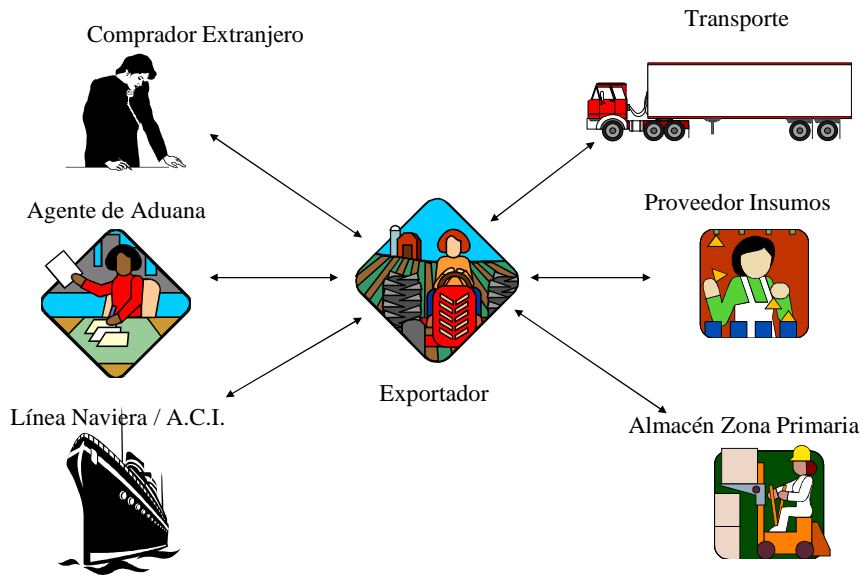 Comprador Extranjero
Transporte
Agente de Aduana
Proveedor Insumos
Exportador
Línea Naviera / A.C.I.
Almacén Zona Primaria